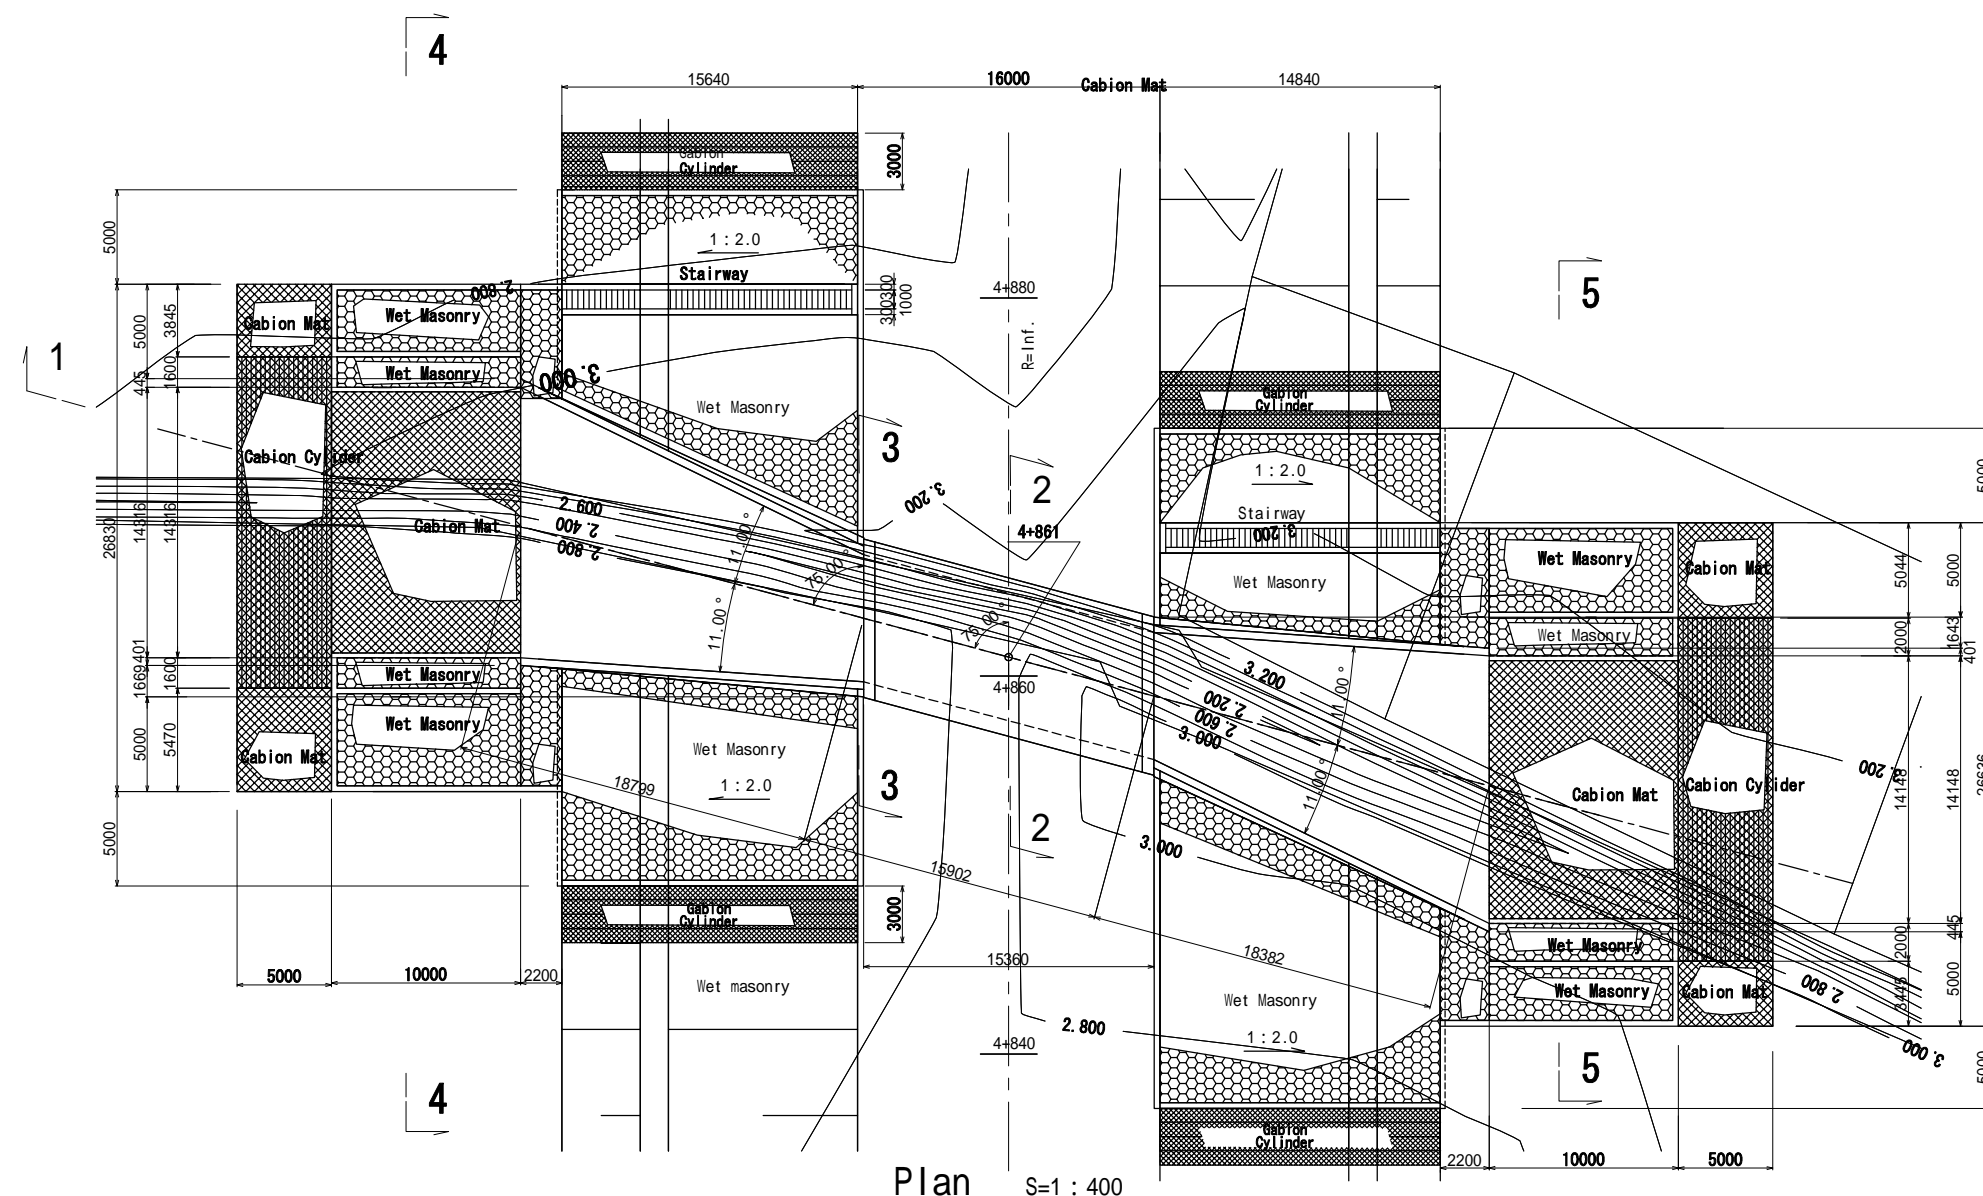 4
15640
16000
Cabion Mat
14840
Gabion
Cylinder
3000
5000
1:2.0
Stairway
2.800
300300
1000
4+880
R=Inf.
5
1
5000
3845
445
1600
Cabion Mat
Wet Masonry
Wet Masonry
3.000
Wet Masonry
Gabion
Cylinder
3
Cabion Cylider
2
3.200
4+861
1:2.0
Stairway
3.200
Wet Masonry
5000
26830
14316
14316
Cabion Mat
2.600
2.400
2.800
11.00°
11.00°
75.00°
75.00°
Wet Masonry
Cabion Mat
5044
5000
Wet Masonry
2000
1643
401
1669
401
1600
Wet Masonry
4+860
3.200
2.200
2.600
3.000
11.00°
11.00°
Wet Masonry
Wet Masonry
1:2.0
5000
5470
Cabion Mat
18799
3
2
3.000
Cabion Mat
Cabion Cylider
3.200
14148
14148
26636
5000
15902
Gabion
Cylinder
3000
18382
15360
Wet Masonry
445
2000
5000
10000
2200
Wet masonry
Wet Masonry
Wet Masonry
Cabion Mat
2.800
3445
5000
2.800
1:2.0
4+840
3.000
4
5
5000
Gabion
Cylinder
2200
10000
5000
Plan
S=1:400